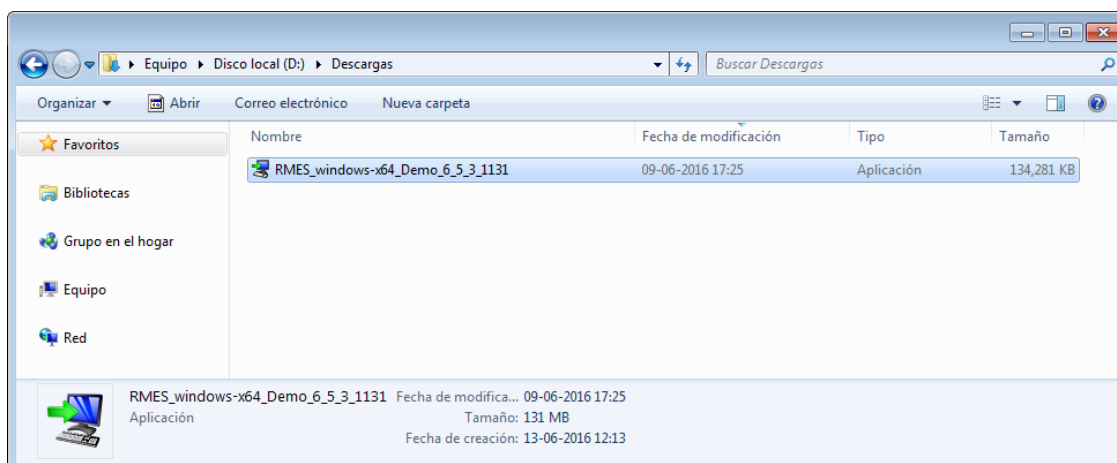 Equipo Disco local (D:) Descargas Buscar Descargas
Organizar Abrir Correo electrónico Nueva carpeta
Favoritos
Bibliotecas
Grupo en el hogar
Equipo
Red
Nombre Fecha de modificación Tipo Tamaño
RMES_windows-x64_Demo_6_5_3_1131 09-06-2016 17:25 Aplicación 134,281 KB
RMES_windows-x64_Demo_6_5_3_1131 Fecha de modifica... 09-06-2016 17:25
Aplicación Tamaño: 131 MB
Fecha de creación: 13-06-2016 12:13